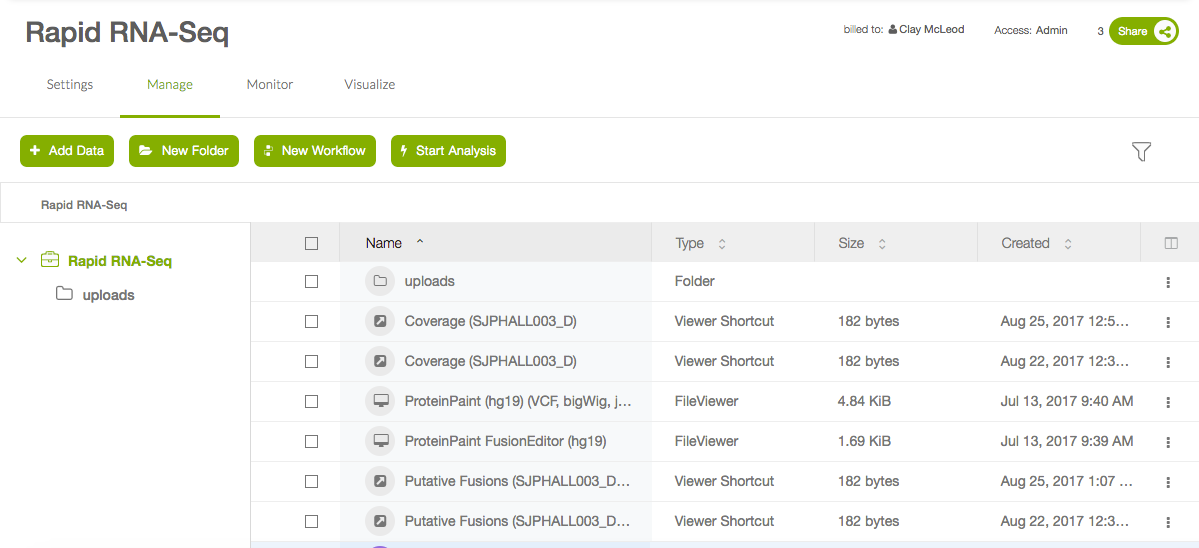 Rapid RNA-Seq
billed to: Clay McLeod Access: Admin 3 Share
Settings Manage Monitor Visualize
Add Data New Folder New Workflow Start Analysis
Rapid RNA-Seq
Rapid RNA-Seq
uploads
Name Type Size Created
uploads Folder
Coverage (SJPHALL003_D) Viewer Shortcut 182 bytes Aug 25, 2017 12:5...
Coverage (SJPHALL003_D) Viewer Shortcut 182 bytes Aug 22, 2017 12:3...
ProteinPaint (hg19) (VCF, bigWig, j... FileViewer 4.84 KiB Jul 13, 2017 9:40 AM
ProteinPaint FusionEditor (hg19) FileViewer 1.69 KiB Jul 13, 2017 9:39 AM
Putative Fusions (SJPHALL003_D... Viewer Shortcut 182 bytes Aug 25, 2017 1:07 ...
Putative Fusions (SJPHALL003_D... Viewer Shortcut 182 bytes Aug 22, 2017 12:3...